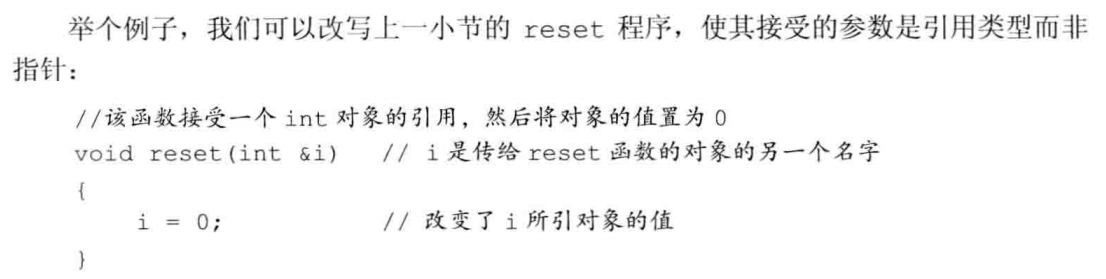 举个例子，我们可以改写上一小节的 reset 程序，使其接受的参数是引用类型而非
指针：
//该函数接受一个 int 对象的引用，然后将对象的值置为 0
void reset(int &i)   // i 是传给 reset 函数的对象的另一个名字
{
    i = 0;           // 改变了 i 所引对象的值
}